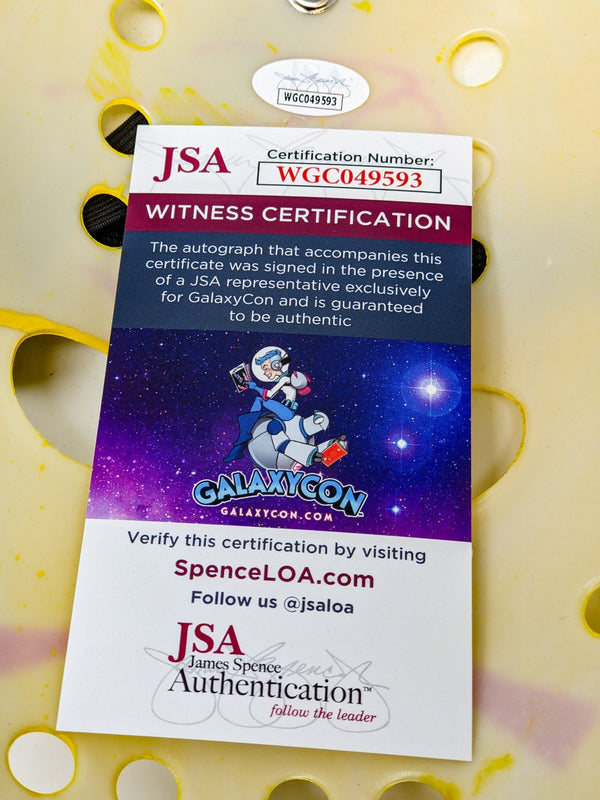 WGC049593
JSA
Certification Number:
WGC049593
WITNESS CERTIFICATION
The autograph that accompanies this
certificate was signed in the presence
of a JSA representative exclusively
for GalaxyCon and is guaranteed
to be authentic
GALAXYCON
GALAXYCON.COM
Verify this certification by visiting
SpenceLOA.com
Follow us @jsaloa
JSA
James Spence
Authentication™
follow the leader